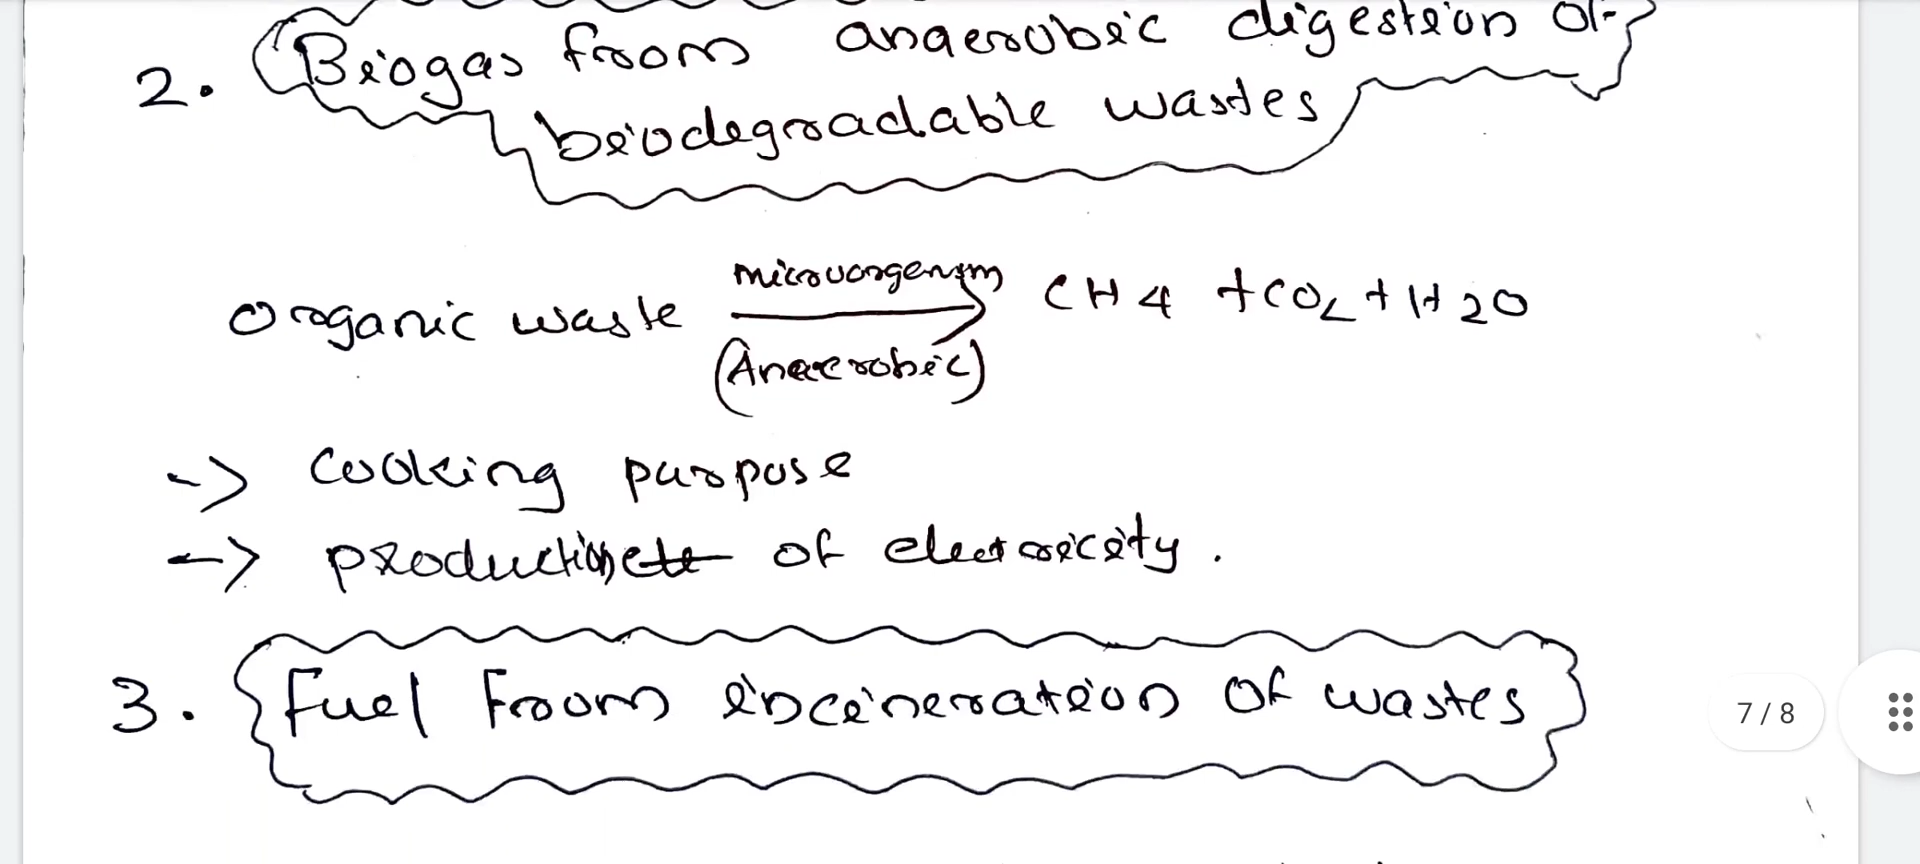 2. Biogas from anaerobic digestion of
biodegradable wastes
Organic waste microorgenism CH4 + CO2 + H2O
(Anaerobic)
-> Cooking purpose
-> production of electricity.
3. Fuel From incineration Of wastes
7 / 8